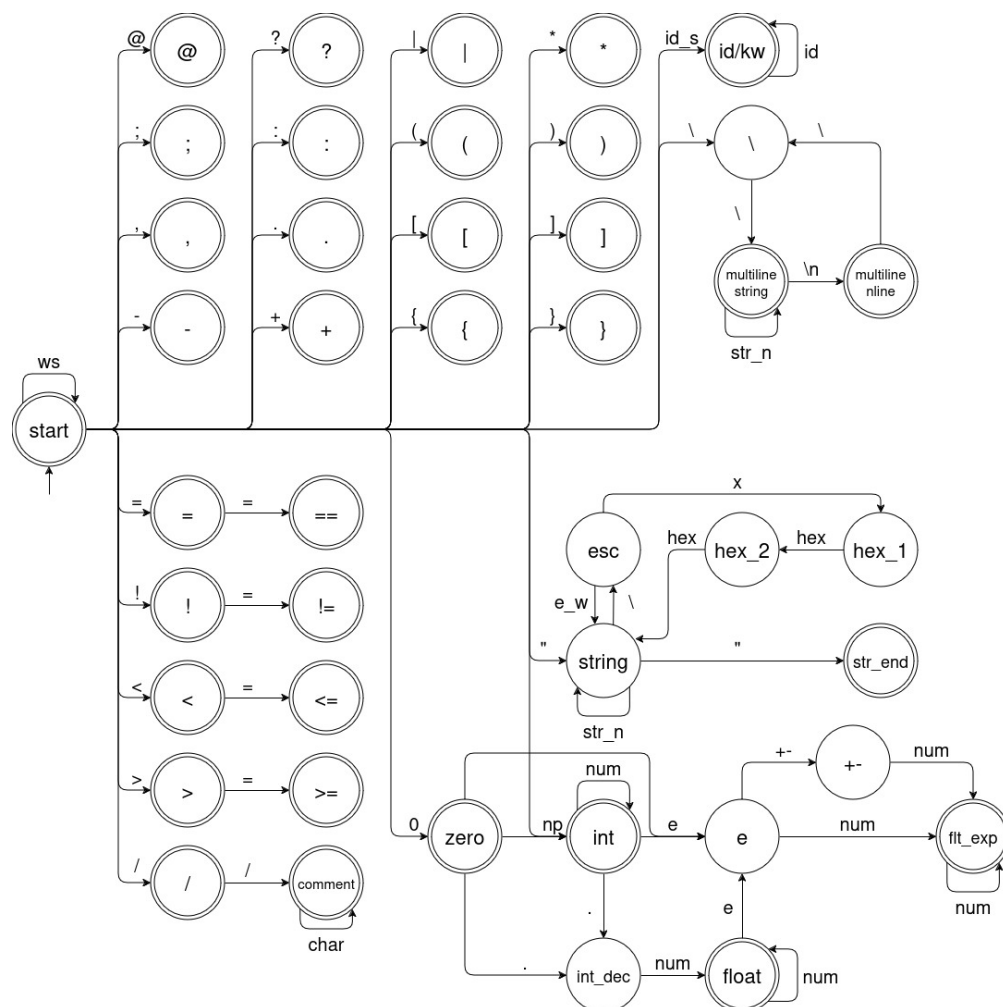 @ @ ? ? | | * * id_s id/kw id
; ; : : ( ( ) ) \ \ \
, , . . [ [ ] ] \
multiline string \n multiline nline
- - + + { { } }
str_n
ws
start
x
= = = ==
esc hex hex_2 hex hex_1
! ! = !=
e_w \
" string " str_end
< < = <=
str_n
+- +- num
> > = >=
num
0 zero np int e e num flt_exp
/ / / comment
. e num
char
. int_dec num float num